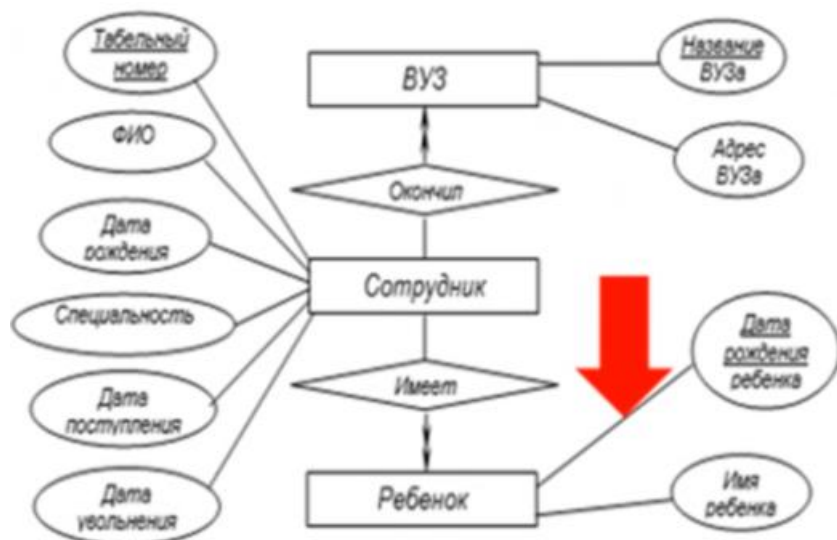 Табельный
номер
ФИО
Дата
рождения
Специальность
Дата
поступления
Дата
увольнения
ВУЗ
Окончил
Сотрудник
Имеет
Ребенок
Название
ВУЗа
Адрес
ВУЗа
Дата
рождения
ребенка
Имя
ребенка